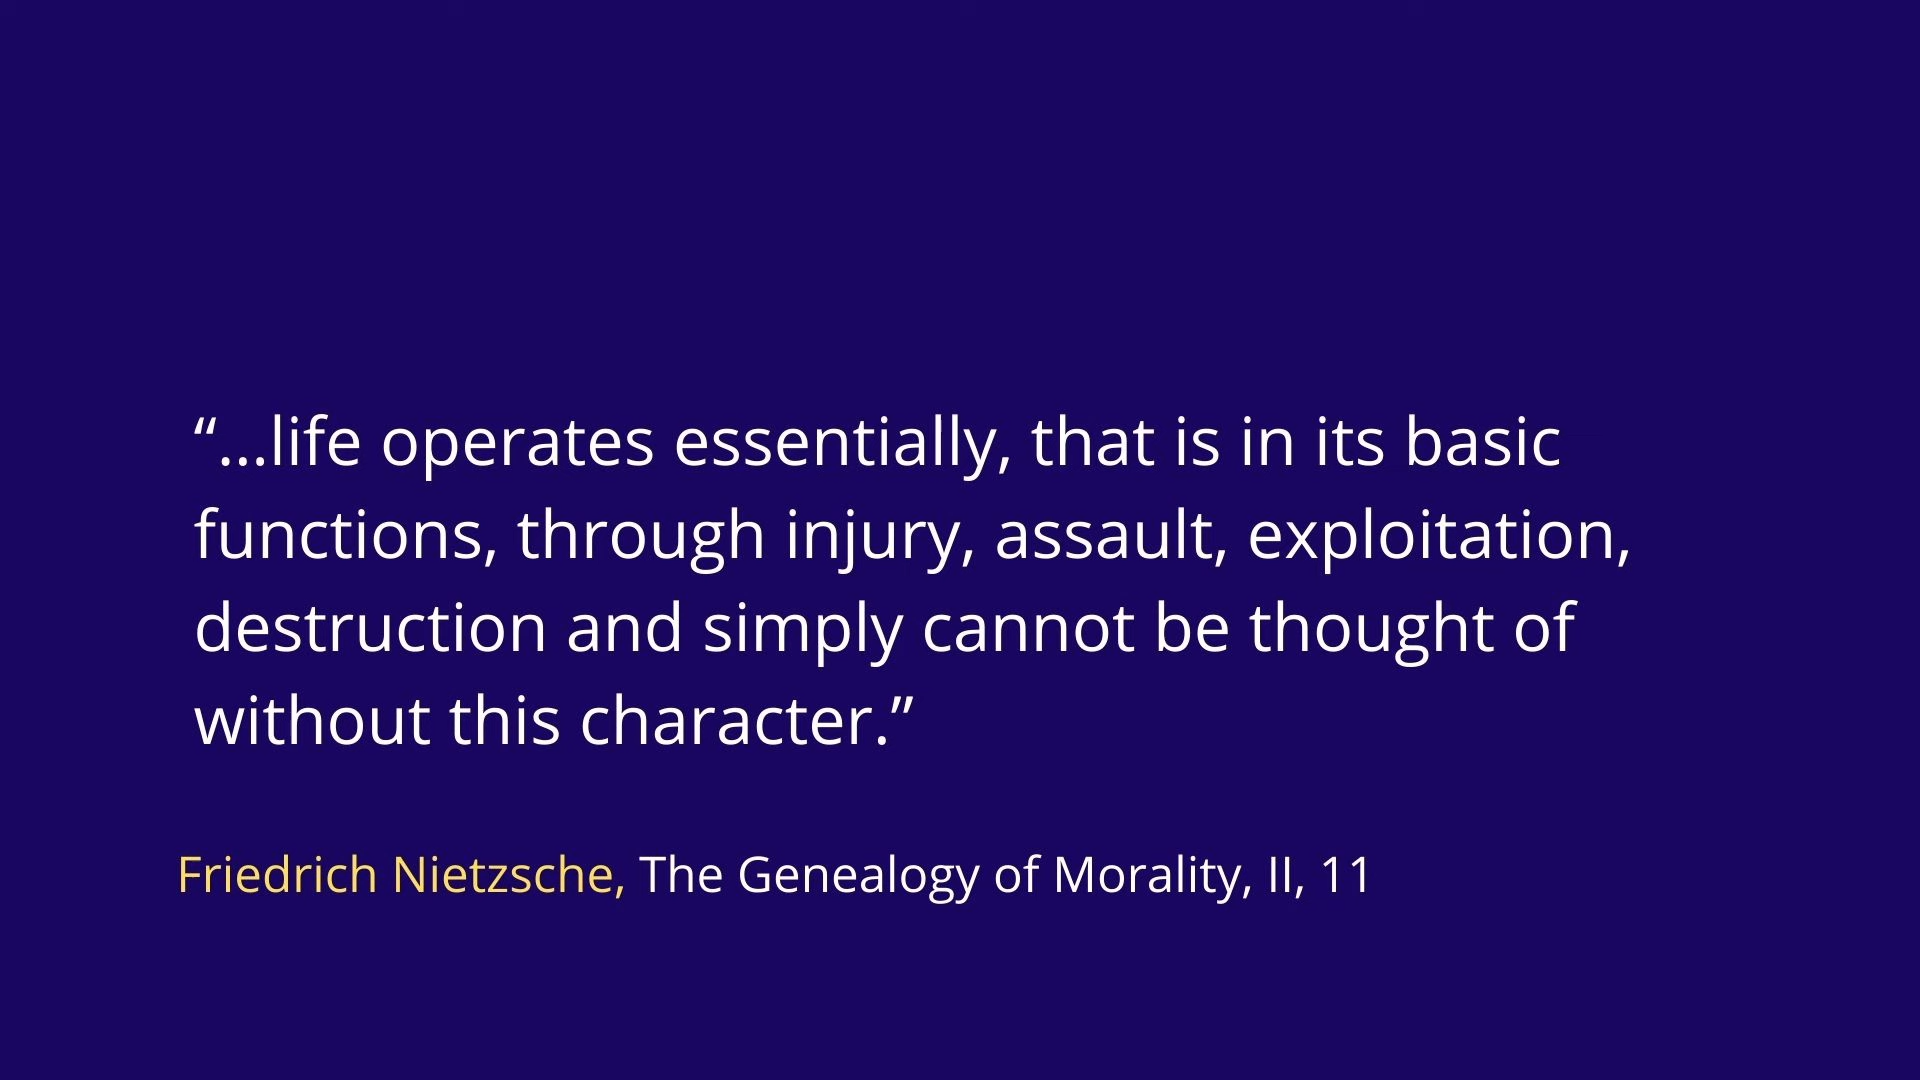 “...life operates essentially, that is in its basic
functions, through injury, assault, exploitation,
destruction and simply cannot be thought of
without this character.”
Friedrich Nietzsche, The Genealogy of Morality, II, 11